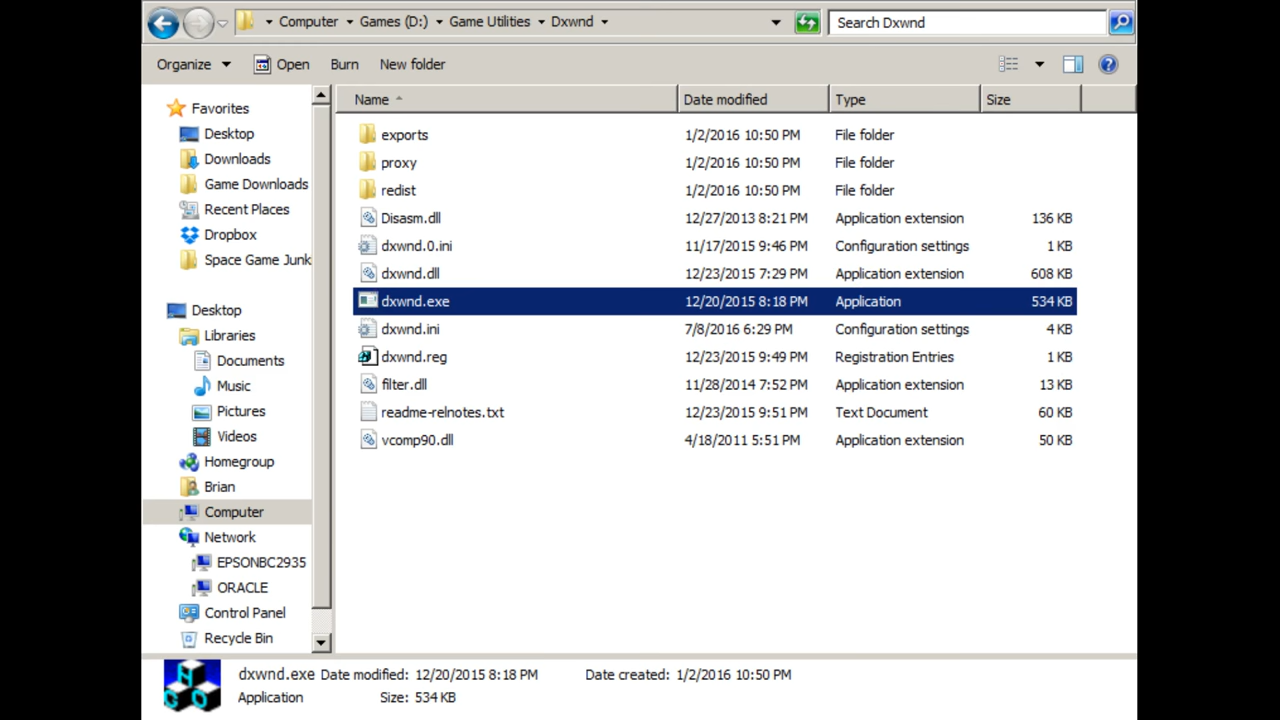 Computer Games (D:) Game Utilities Dxwnd Search Dxwnd
Organize Open Burn New folder
Favorites
Desktop
Downloads
Game Downloads
Recent Places
Dropbox
Space Game Junk
Desktop
Libraries
Documents
Music
Pictures
Videos
Homegroup
Brian
Computer
Network
EPSONBC2935
ORACLE
Control Panel
Recycle Bin
Name Date modified Type Size
exports 1/2/2016 10:50 PM File folder
proxy 1/2/2016 10:50 PM File folder
redist 1/2/2016 10:50 PM File folder
Disasm.dll 12/27/2013 8:21 PM Application extension 136 KB
dxwnd.0.ini 11/17/2015 9:46 PM Configuration settings 1 KB
dxwnd.dll 12/23/2015 7:29 PM Application extension 608 KB
dxwnd.exe 12/20/2015 8:18 PM Application 534 KB
dxwnd.ini 7/8/2016 6:29 PM Configuration settings 4 KB
dxwnd.reg 12/23/2015 9:49 PM Registration Entries 1 KB
filter.dll 11/28/2014 7:52 PM Application extension 13 KB
readme-relnotes.txt 12/23/2015 9:51 PM Text Document 60 KB
vcomp90.dll 4/18/2011 5:51 PM Application extension 50 KB
dxwnd.exe Date modified: 12/20/2015 8:18 PM Date created: 1/2/2016 10:50 PM
Application Size: 534 KB